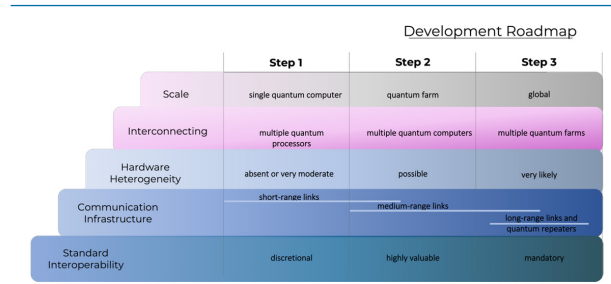 Development Roadmap
Step 1 Step 2 Step 3
Scale single quantum computer quantum farm global
Interconnecting multiple quantum processors multiple quantum computers multiple quantum farms
Hardware Heterogeneity absent or very moderate possible very likely
Communication Infrastructure short-range links medium-range links long-range links and quantum repeaters
Standard Interoperability discretional highly valuable mandatory